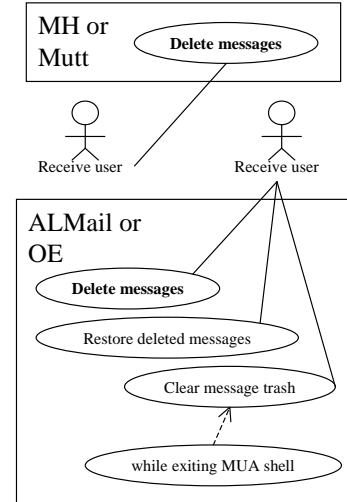 MH or
Mutt
Delete messages
Receive user
Receive user
ALMail or
OE
Delete messages
Restore deleted messages
Clear message trash
while exiting MUA shell